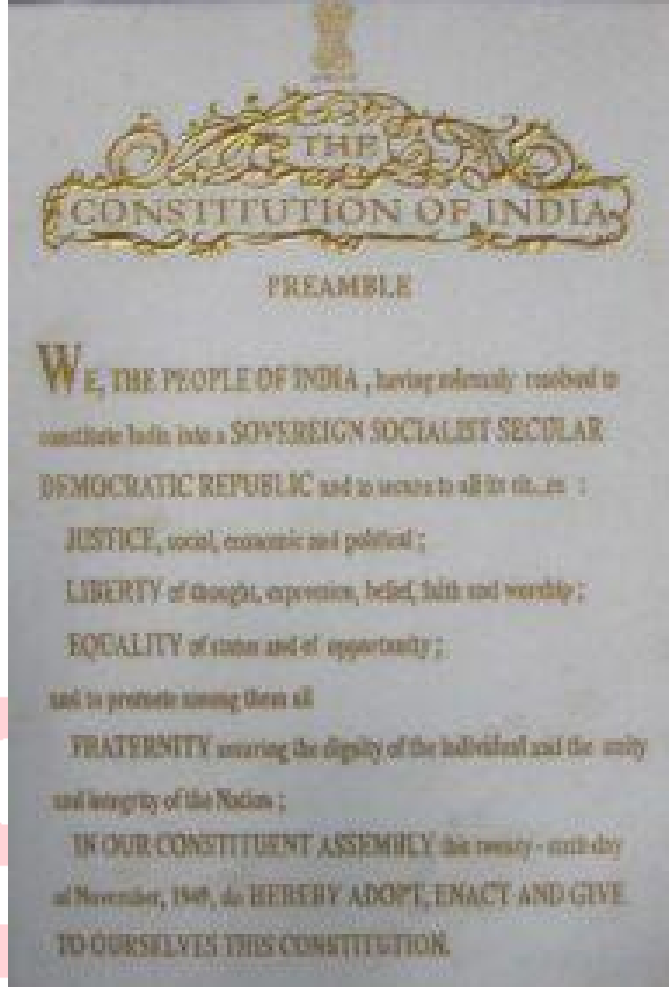 THE
CONSTITUTION OF INDIA
PREAMBLE
WE, THE PEOPLE OF INDIA, having solemnly resolved to
constitute India into a SOVEREIGN SOCIALIST SECULAR
DEMOCRATIC REPUBLIC and to secure to all its
JUSTICE, social, economic and political ;
LIBERTY of thought, expression, belief, faith and worship ;
EQUALITY of status and of opportunity ;
and to promote among them all
FRATERNITY assuring the dignity of the individual and the unity
and integrity of the Nation ;
IN OUR CONSTITUENT ASSEMBLY this twenty-sixth day
of November, 1949, do HEREBY ADOPT, ENACT AND GIVE
TO OURSELVES THIS CONSTITUTION.